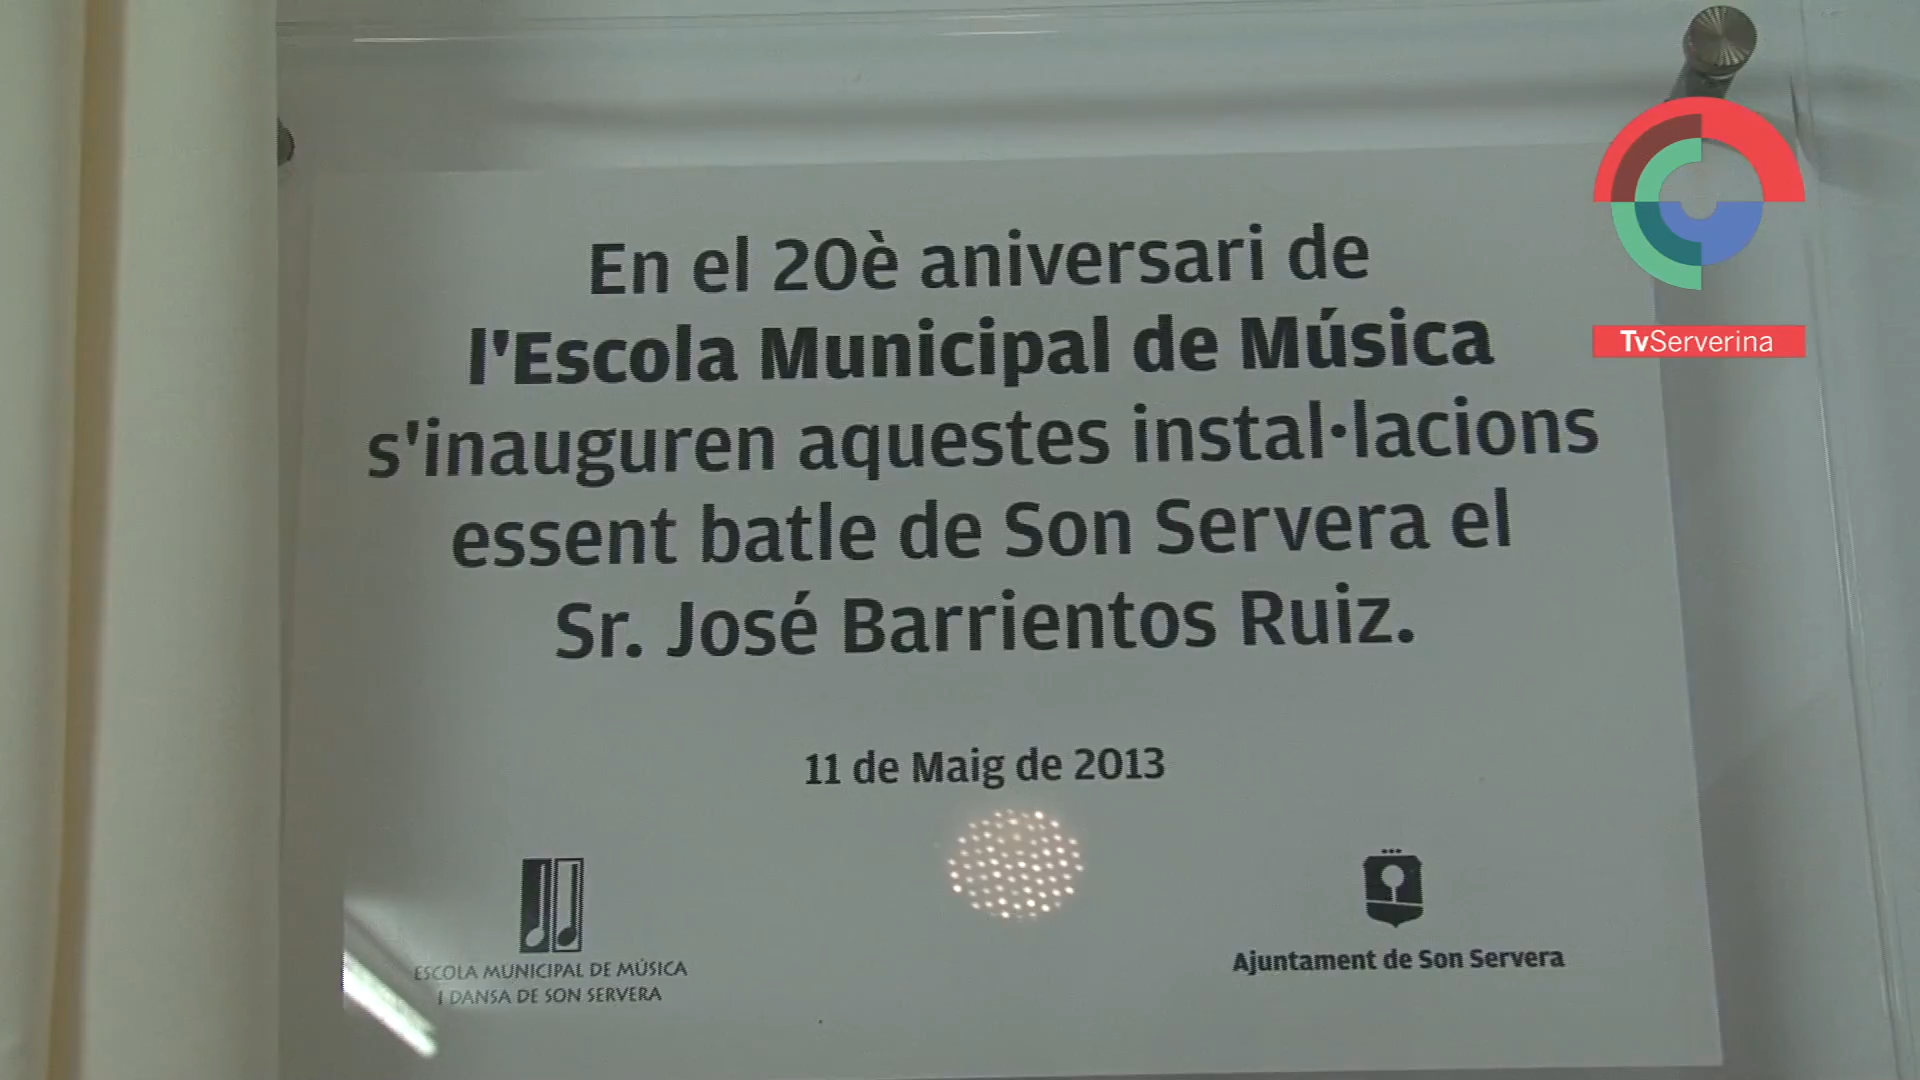 En el 20è aniversari de
l'Escola Municipal de Música
s'inauguren aquestes instal·lacions
essent batle de Son Servera el
Sr. José Barrientos Ruiz.
11 de Maig de 2013
ESCOLA MUNICIPAL DE MÚSICA
I DANSA DE SON SERVERA
Ajuntament de Son Servera
TvServerina